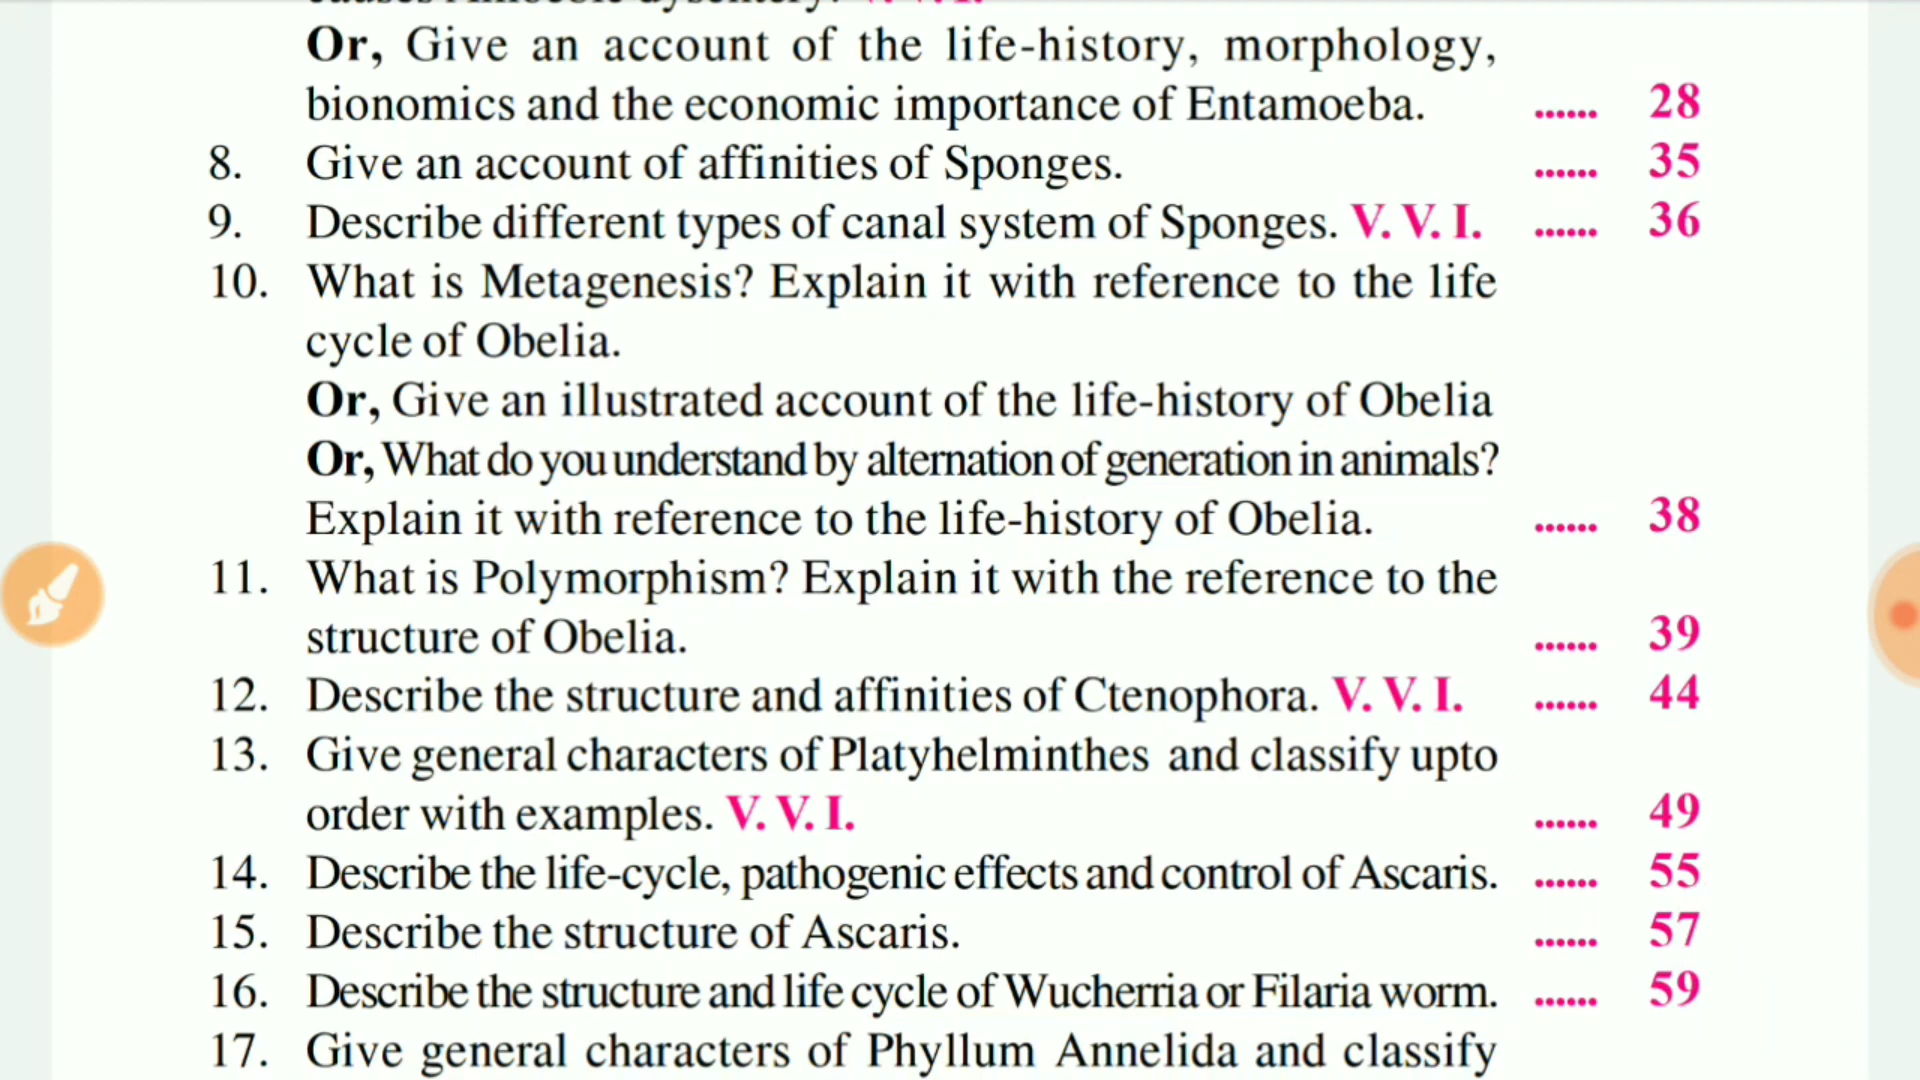 causes Amoebic dysentery. V. V. I.
Or, Give an account of the life-history, morphology,
bionomics and the economic importance of Entamoeba. ...... 28
8. Give an account of affinities of Sponges. ...... 35
9. Describe different types of canal system of Sponges. V. V. I. ...... 36
10. What is Metagenesis? Explain it with reference to the life
cycle of Obelia.
Or, Give an illustrated account of the life-history of Obelia
Or, What do you understand by alternation of generation in animals?
Explain it with reference to the life-history of Obelia. ...... 38
11. What is Polymorphism? Explain it with the reference to the
structure of Obelia. ...... 39
12. Describe the structure and affinities of Ctenophora. V. V. I. ...... 44
13. Give general characters of Platyhelminthes and classify upto
order with examples. V. V. I. ...... 49
14. Describe the life-cycle, pathogenic effects and control of Ascaris. ...... 55
15. Describe the structure of Ascaris. ...... 57
16. Describe the structure and life cycle of Wucherria or Filaria worm. ...... 59
17. Give general characters of Phyllum Annelida and classify